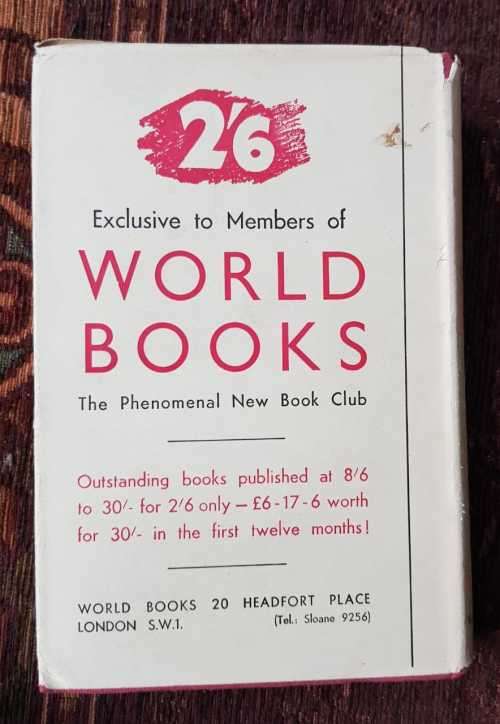 2/6
Exclusive to Members of
WORLD
BOOKS
The Phenomenal New Book Club
Outstanding books published at 8/6
to 30/- for 2/6 only — £6-17-6 worth
for 30/- in the first twelve months!
WORLD BOOKS 20 HEADFORT PLACE
LONDON S.W.1. (Tel.: Sloane 9256)